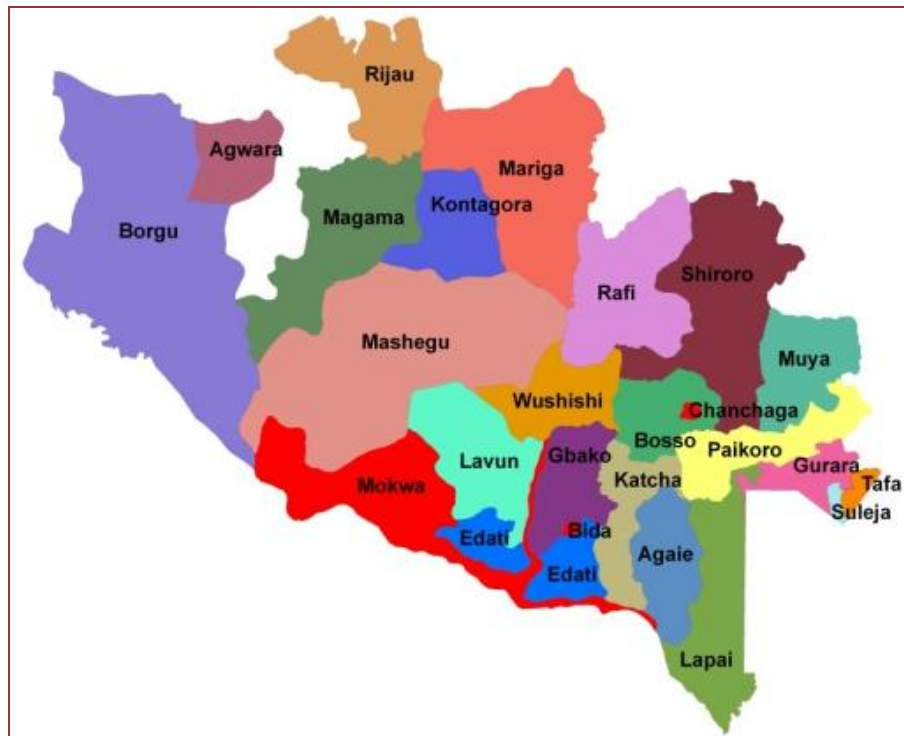 Rijau
Agwara
Mariga
Kontagora
Magama
Borgu
Shiroro
Rafi
Mashegu
Muya
Wushishi
Chanchaga
Bosso
Paikoro
Gbako
Lavun
Gurara
Katcha
Mokwa
Tafa
Suleja
Bida
Edati
Agaie
Edati
Lapai